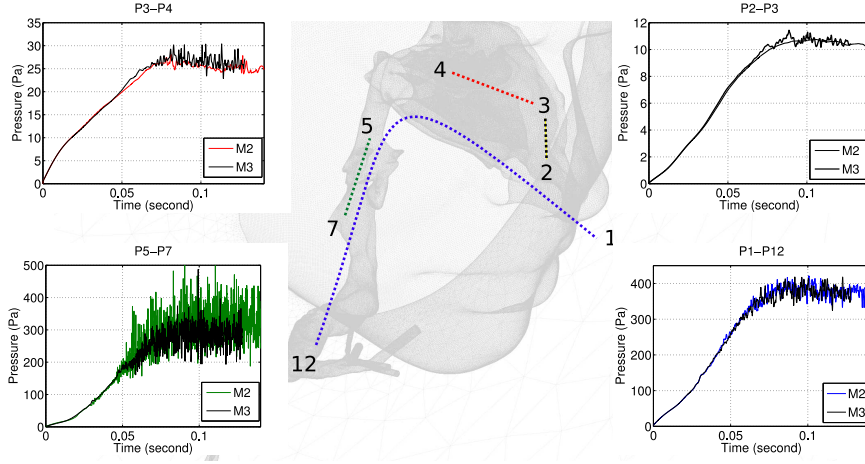 P3−P4
35
30
25
20
15
10
5
0
0
0.05
0.1
Pressure (Pa)
Time (second)
M2
M3
4
3
2
5
7
1
12
P2−P3
12
10
8
6
4
2
0
0
0.05
0.1
Pressure (Pa)
Time (second)
M2
M3
P5−P7
500
400
300
200
100
0
0
0.05
0.1
Pressure (Pa)
Time (second)
M2
M3
P1−P12
400
300
200
100
0
0
0.05
0.1
Pressure (Pa)
Time (second)
M2
M3